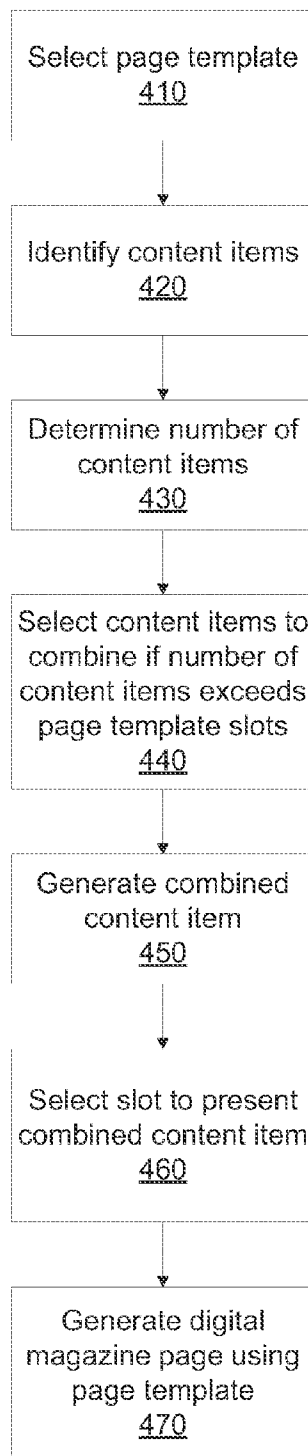 Select page template
410
Identify content items
420
Determine number of
content items
430
Select content items to
combine if number of
content items exceeds
page template slots
440
Generate combined
content item
450
Select slot to present
combined content item
460
Generate digital
magazine page using
page template
470